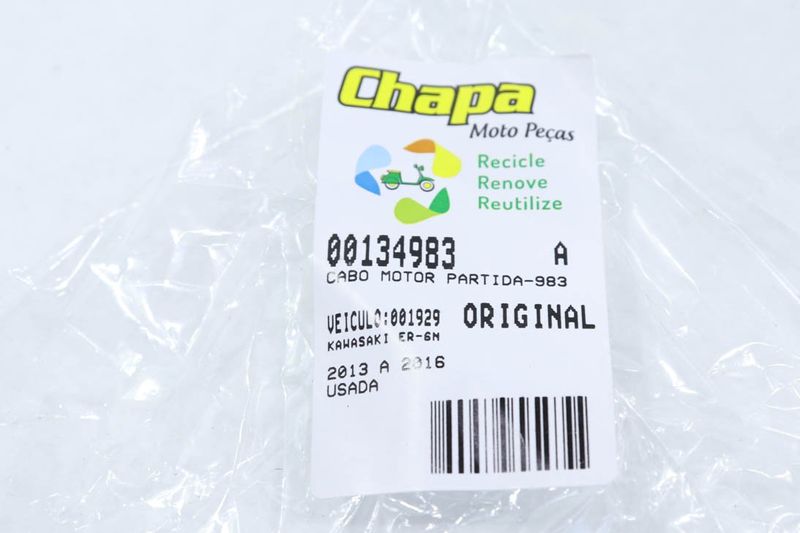 Chapa
Moto Peças
Recicle
Renove
Reutilize
00134983 A
CABO MOTOR PARTIDA-983
VEICULO:001929 ORIGINAL
KAWASAKI ER-6N
2013 A 2016
USADA